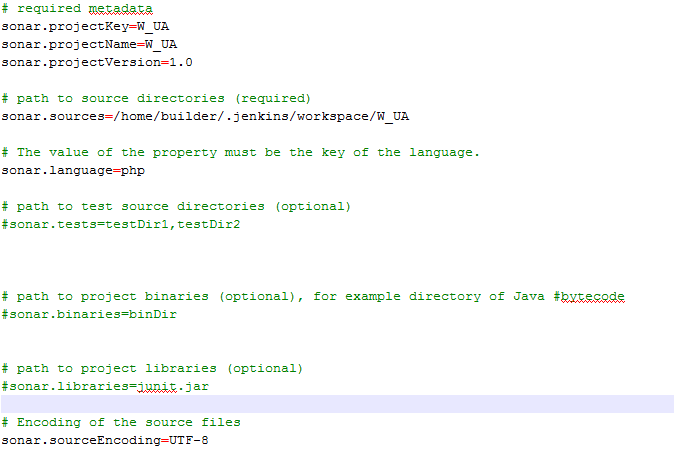 # required metadata
sonar.projectKey=W_UA
sonar.projectName=W_UA
sonar.projectVersion=1.0
# path to source directories (required)
sonar.sources=/home/builder/.jenkins/workspace/W_UA
# The value of the property must be the key of the language.
sonar.language=php
# path to test source directories (optional)
#sonar.tests=testDir1,testDir2
# path to project binaries (optional), for example directory of Java #bytecode
#sonar.binaries=binDir
# path to project libraries (optional)
#sonar.libraries=junit.jar
# Encoding of the source files
sonar.sourceEncoding=UTF-8